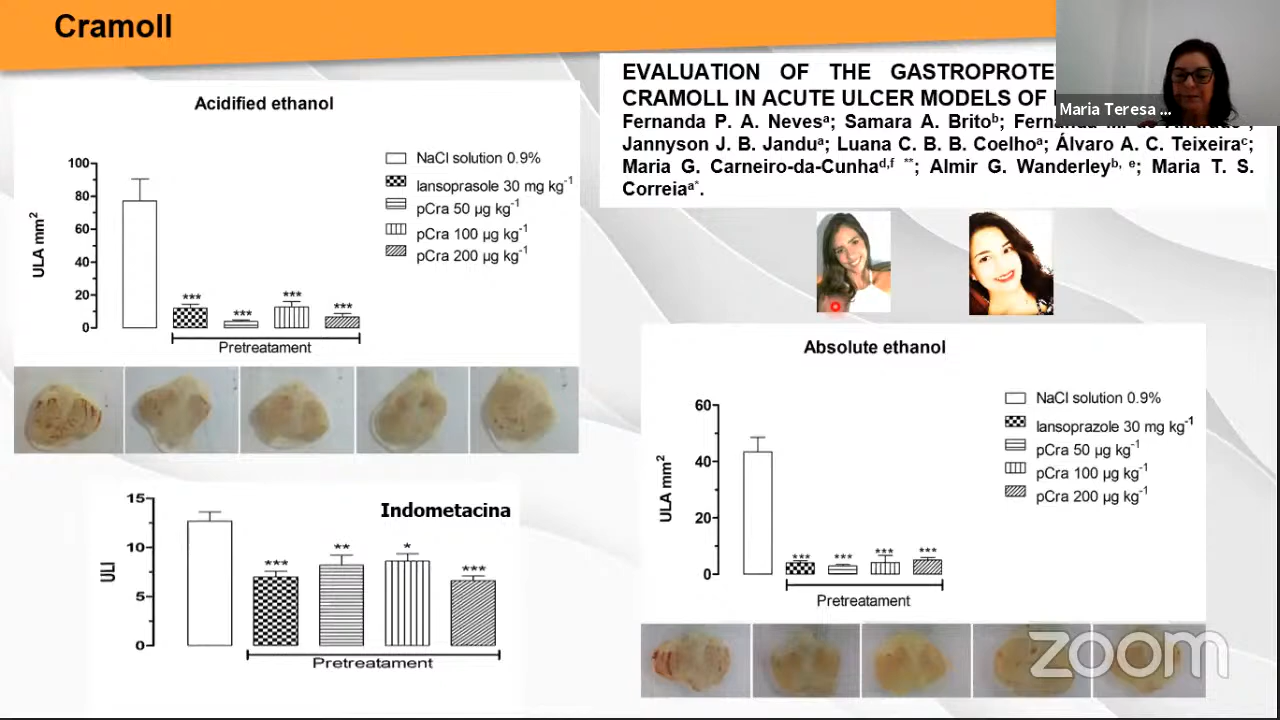 Cramoll
EVALUATION OF THE GASTROPROTE
CRAMOLL IN ACUTE ULCER MODELS OF
Fernanda P. A. Nevesᵃ; Samara A. Britoᵇ;
Jannyson J. B. Janduᵃ; Luana C. B. B. Coelhoᵃ; Álvaro A. C. Teixeiraᶜ;
Maria G. Carneiro-da-Cunhaᵈ,ᶠ **; Almir G. Wanderleyᵇ, ᵉ; Maria T. S.
Correiaᵃ*.
Maria Teresa ...
Acidified ethanol
ULA mm²
100
80
60
40
20
0
*** *** *** ***
Pretreatament
NaCl solution 0.9%
lansoprasole 30 mg kg⁻¹
pCra 50 µg kg⁻¹
pCra 100 µg kg⁻¹
pCra 200 µg kg⁻¹
Indometacina
ULI
15
10
5
0
*** ** * ***
Pretreatament
Absolute ethanol
ULA mm²
60
40
20
0
*** *** *** ***
Pretreatament
NaCl solution 0.9%
lansoprazole 30 mg kg⁻¹
pCra 50 µg kg⁻¹
pCra 100 µg kg⁻¹
pCra 200 µg kg⁻¹
zoom